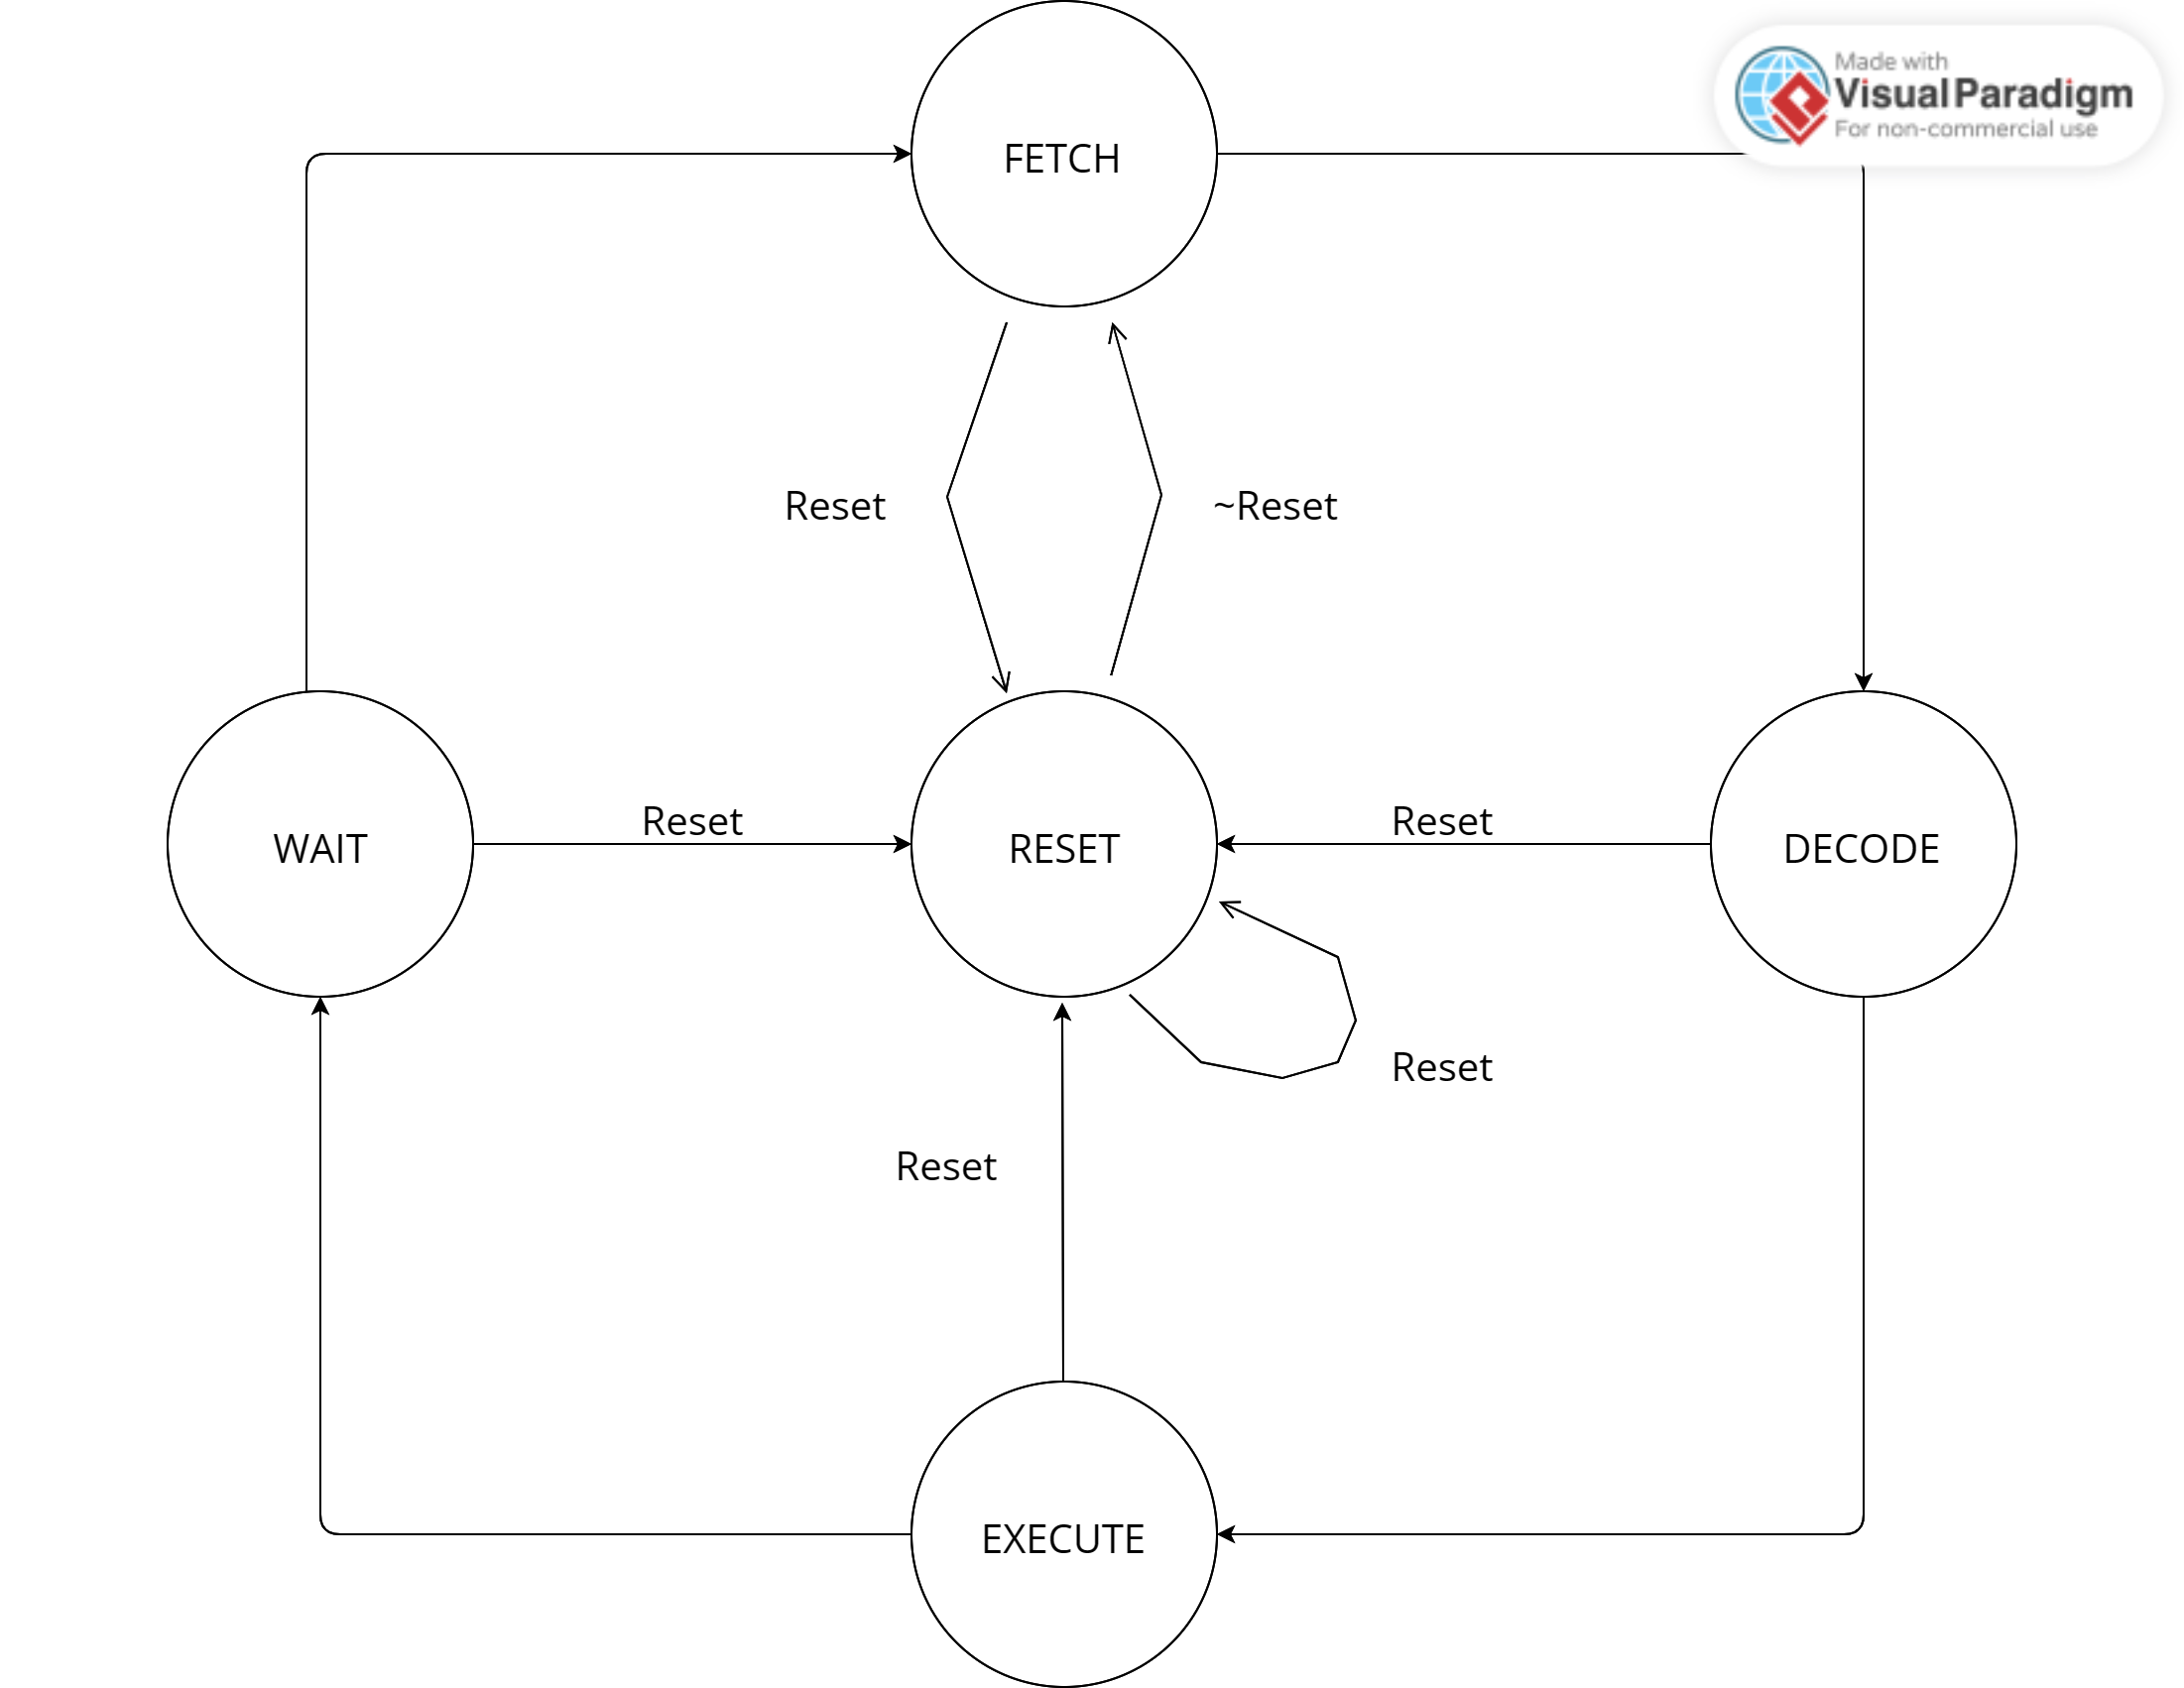 FETCH
Made with
Visual Paradigm
For non-commercial use
Reset
~Reset
WAIT
Reset
RESET
Reset
DECODE
Reset
Reset
EXECUTE